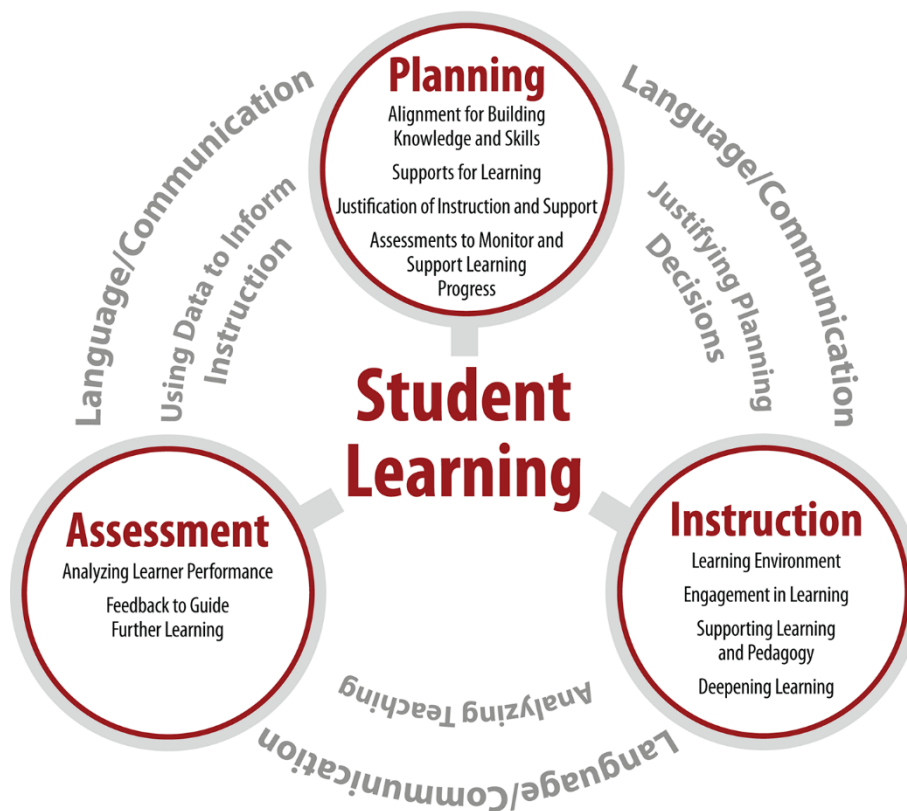 Planning
Alignment for Building
Knowledge and Skills
Supports for Learning
Justification of Instruction and Support
Assessments to Monitor and
Support Learning
Progress
Language/Communication
Using Data to Inform
Instruction
Language/Communication
Justifying Planning
Decisions
Student
Learning
Assessment
Analyzing Learner Performance
Feedback to Guide
Further Learning
Instruction
Learning Environment
Engagement in Learning
Supporting Learning
and Pedagogy
Deepening Learning
Analyzing Teaching
Language/Communication